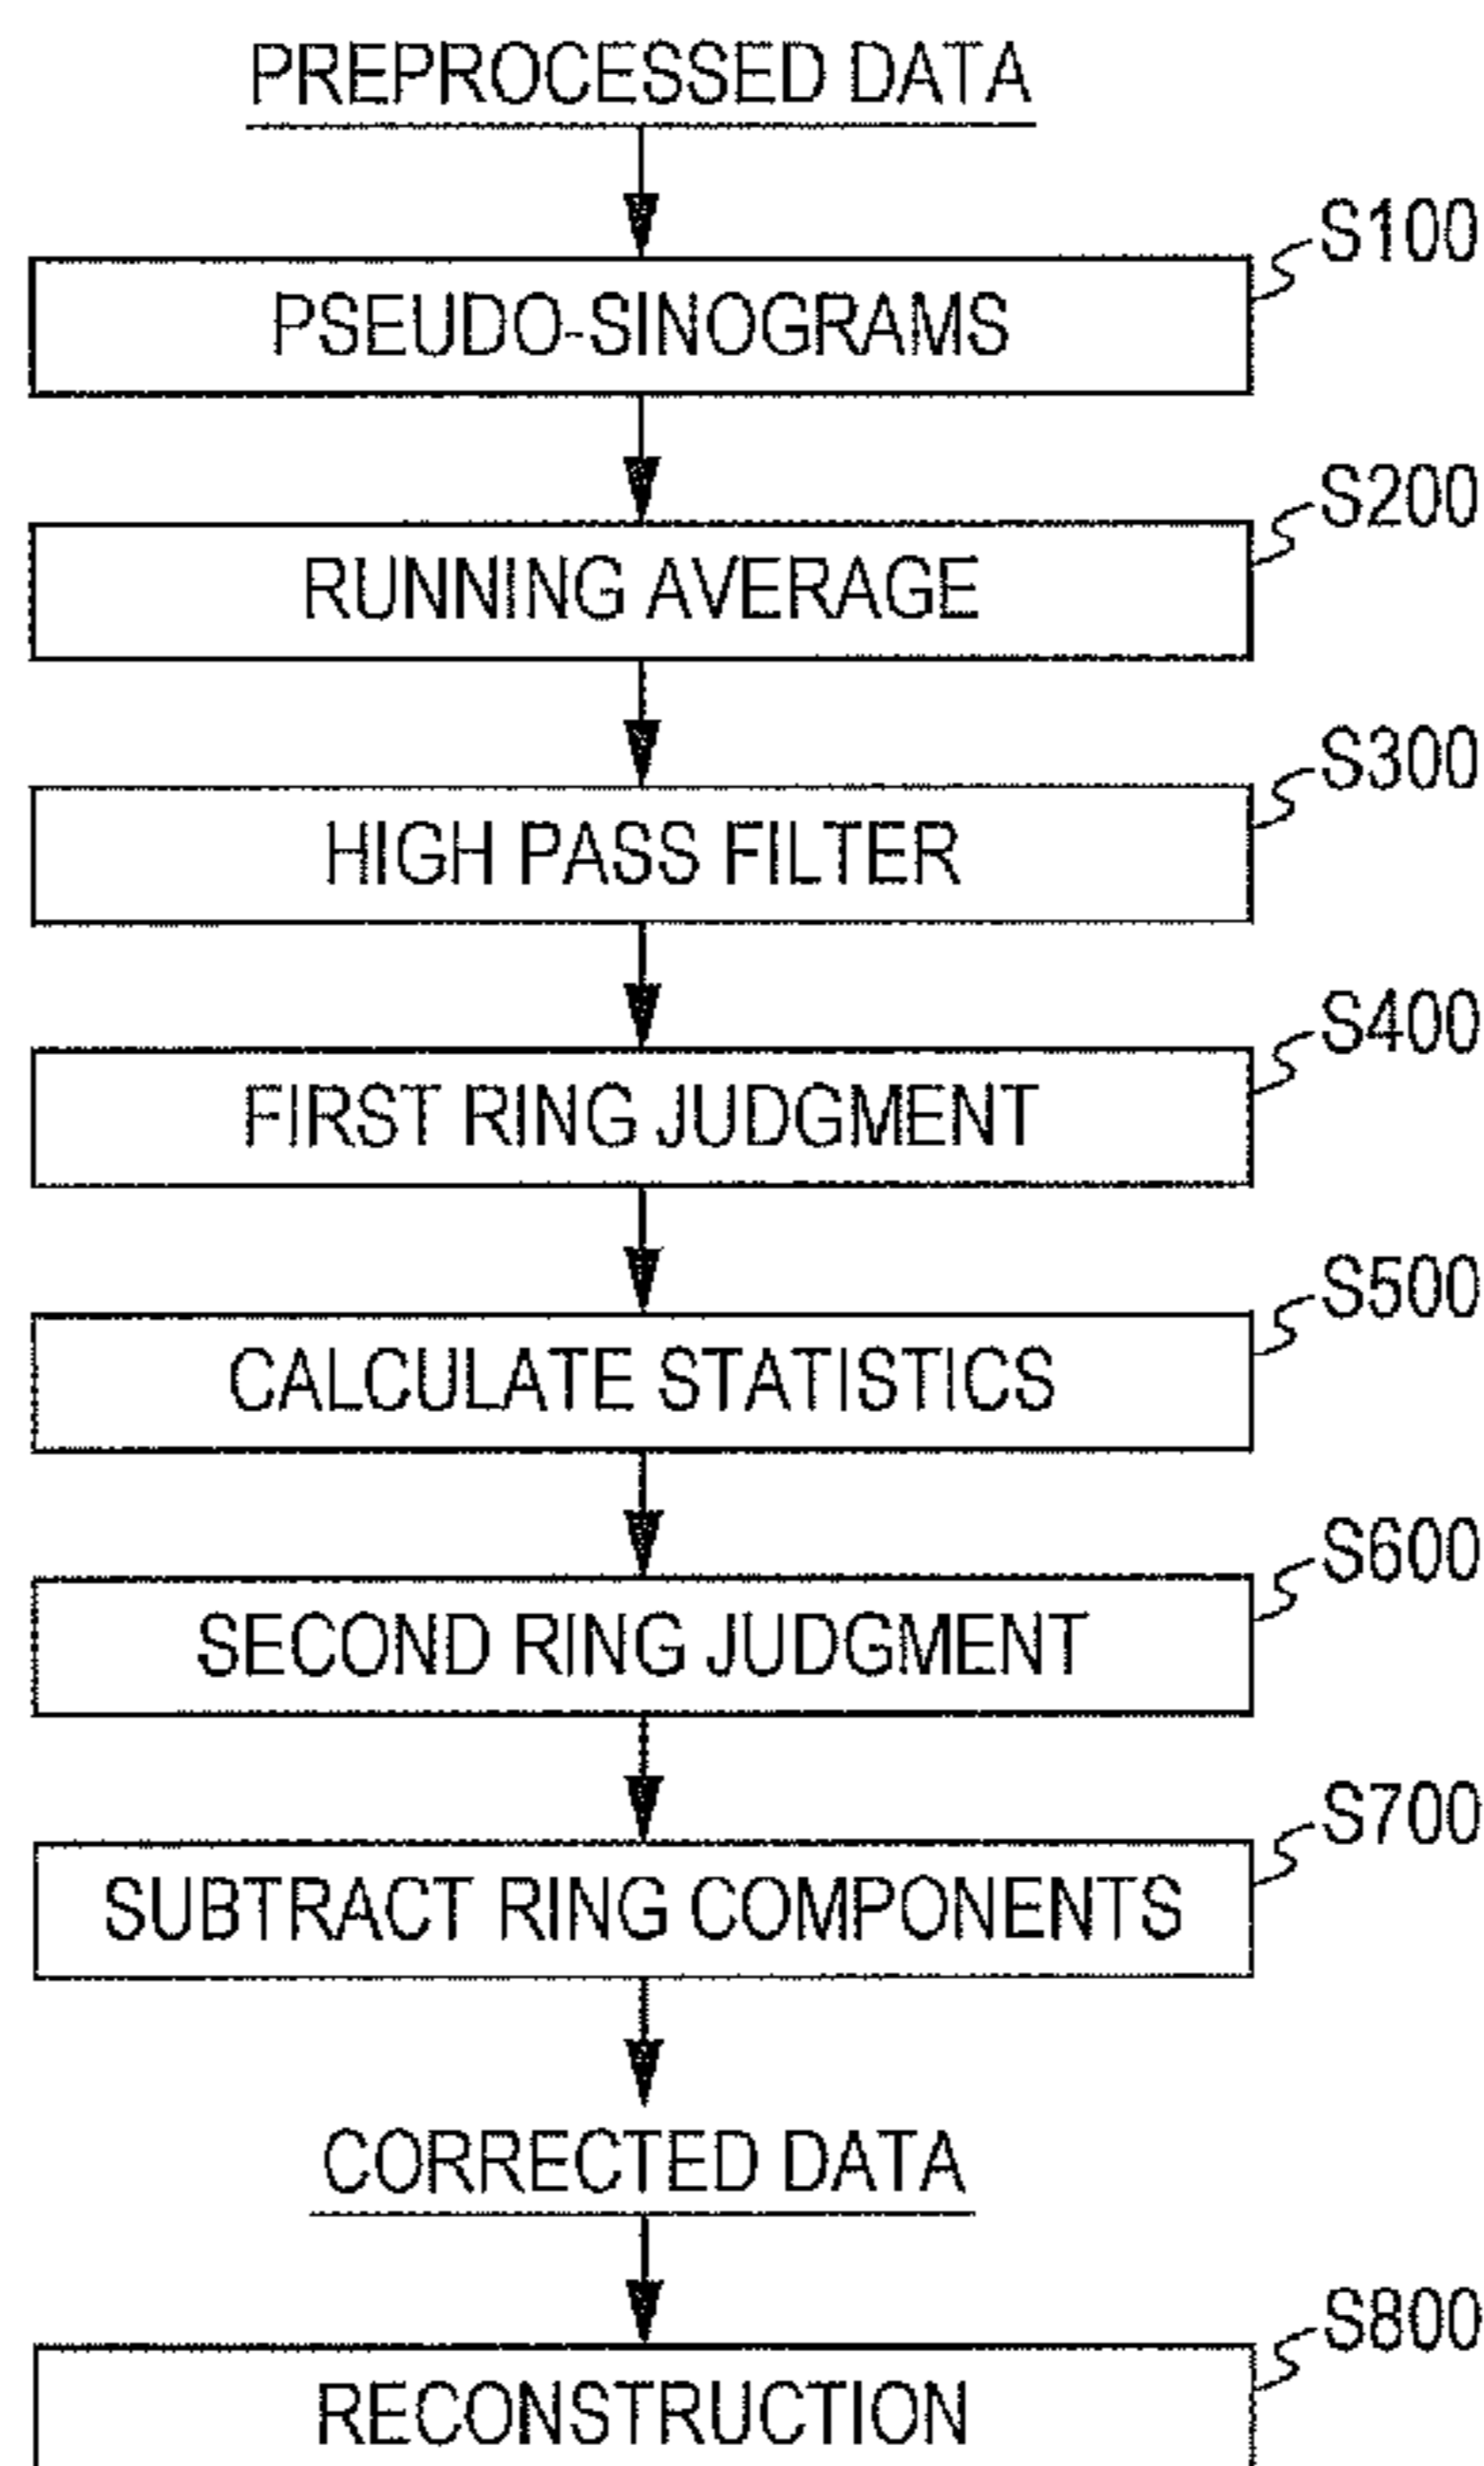 PREPROCESSED DATA
S100
PSEUDO-SINOGRAMS
S200
RUNNING AVERAGE
S300
HIGH PASS FILTER
S400
FIRST RING JUDGMENT
S500
CALCULATE STATISTICS
S600
SECOND RING JUDGMENT
S700
SUBTRACT RING COMPONENTS
CORRECTED DATA
S800
RECONSTRUCTION